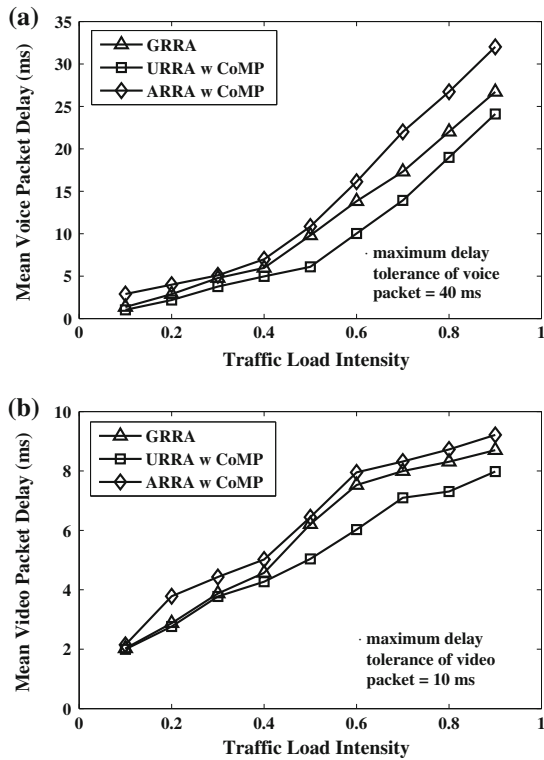 (a)
35
30
25
20
15
10
5
0
Mean Voice Packet Delay (ms)
GRRA
URRA w CoMP
ARRA w CoMP
· maximum delay
tolerance of voice
packet = 40 ms
0 0.2 0.4 0.6 0.8 1
Traffic Load Intensity
(b)
10
8
6
4
2
0
Mean Video Packet Delay (ms)
GRRA
URRA w CoMP
ARRA w CoMP
· maximum delay
tolerance of video
packet = 10 ms
0 0.2 0.4 0.6 0.8 1
Traffic Load Intensity